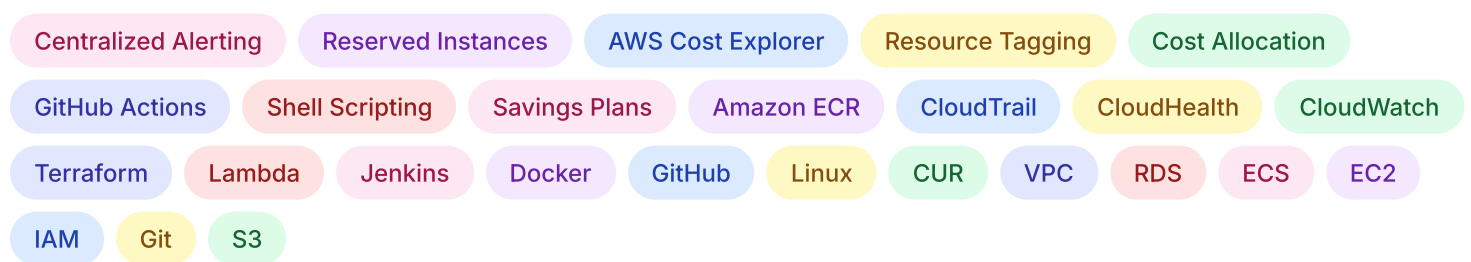 Centralized Alerting Reserved Instances AWS Cost Explorer Resource Tagging Cost Allocation
GitHub Actions Shell Scripting Savings Plans Amazon ECR CloudTrail CloudHealth CloudWatch
Terraform Lambda Jenkins Docker GitHub Linux CUR VPC RDS ECS EC2
IAM Git S3